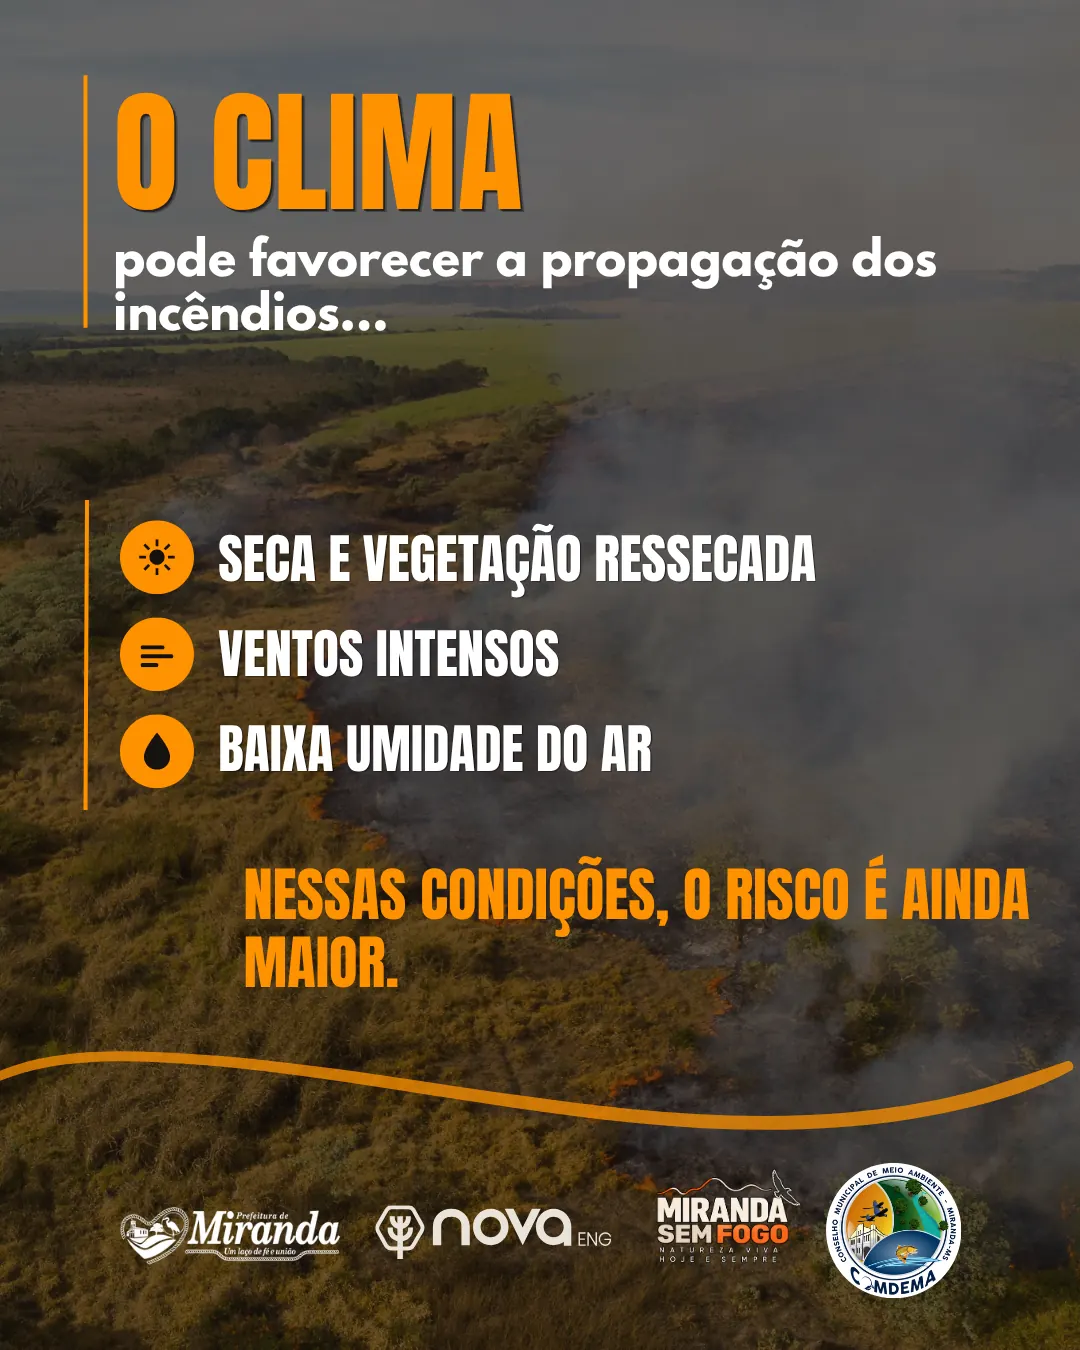 O CLIMA
pode favorecer a propagação dos
incêndios...
SECA E VEGETAÇÃO RESSECADA
VENTOS INTENSOS
BAIXA UMIDADE DO AR
NESSAS CONDIÇÕES, O RISCO É AINDA
MAIOR.
Prefeitura de
Miranda
Um laço de fé e união
nova ENG
MIRANDA
SEM FOGO
NATUREZA VIVA
HOJE E SEMPRE
CONSELHO MUNICIPAL DE MEIO AMBIENTE - MIRANDA-MS
COMDEMA